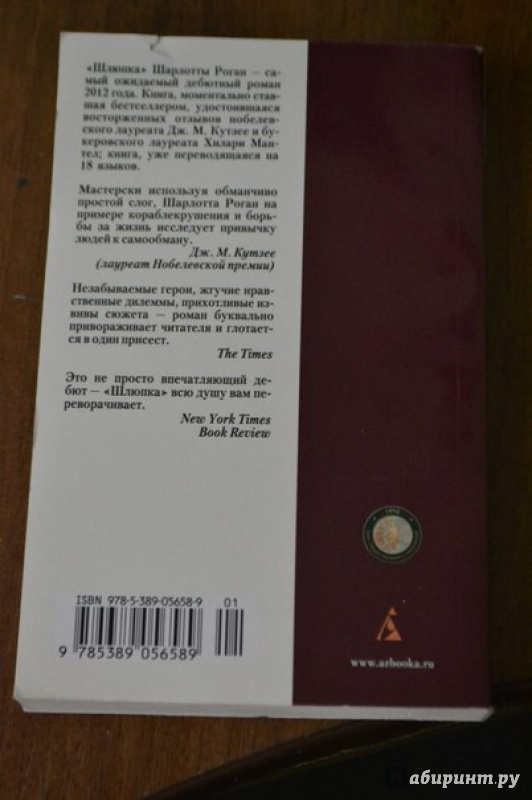 «Шлюпка» Шарлотты Роган — са-
мый ожидаемый дебютный роман
2012 года. Книга, моментально став-
шая бестселлером, удостоившаяся
восторженных отзывов нобелев-
ского лауреата Дж. М. Кутзее и бу-
керовского лауреата Хилари Ман-
тел; книга, уже переводящаяся на
18 языков.
Мастерски используя обманчиво
простой слог, Шарлотта Роган на
примере кораблекрушения и борь-
бы за жизнь исследует привычку
людей к самообману.
Дж. М. Кутзее
(лауреат Нобелевской премии)
Незабываемые герои, жгучие нрав-
ственные дилеммы, прихотливые из-
вивы сюжета — роман буквально
привораживает читателя и глотает-
ся в один присест.
The Times
Это не просто впечатляющий де-
бют — «Шлюпка» всю душу вам пе-
реворачивает.
New York Times
Book Review
ISBN 978-5-389-05658-9
01
9 785389 056589
www.azbooka.ru
Лабиринт.ру